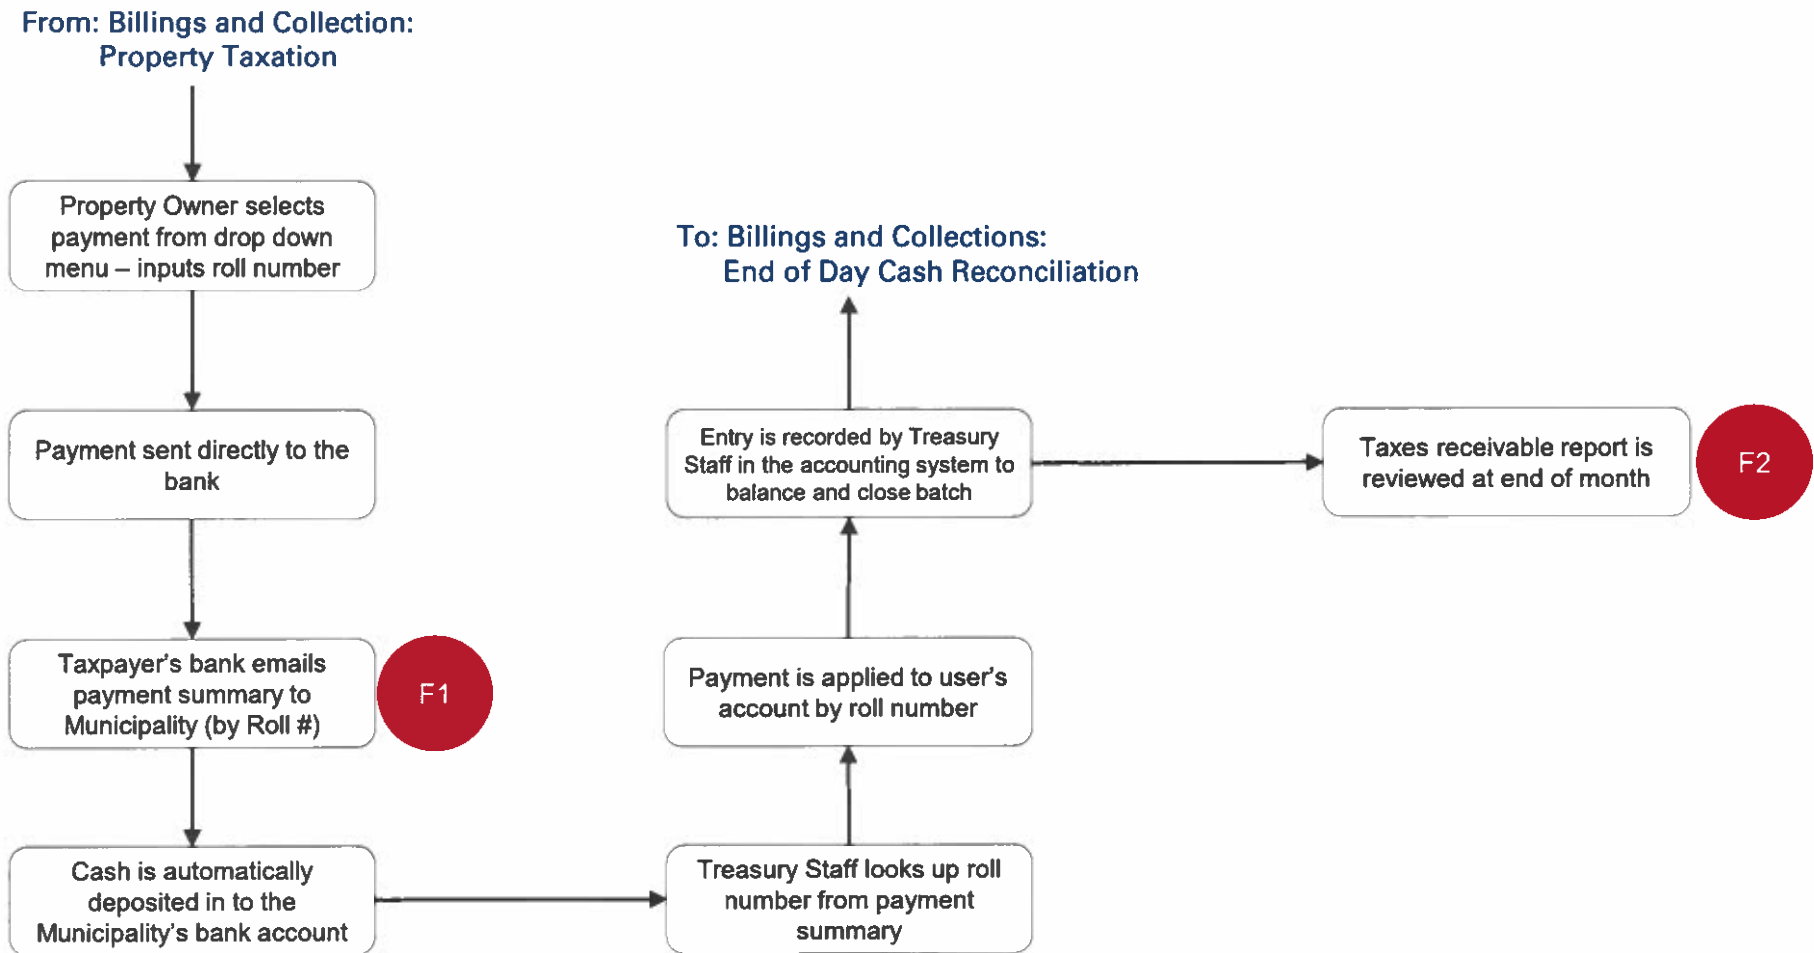 From: Billings and Collection:
Property Taxation
Property Owner selects
payment from drop down
menu – inputs roll number
Payment sent directly to the
bank
Taxpayer's bank emails
payment summary to
Municipality (by Roll #)
F1
Cash is automatically
deposited in to the
Municipality's bank account
Treasury Staff looks up roll
number from payment
summary
Payment is applied to user's
account by roll number
Entry is recorded by Treasury
Staff in the accounting system to
balance and close batch
To: Billings and Collections:
End of Day Cash Reconciliation
Taxes receivable report is
reviewed at end of month
F2